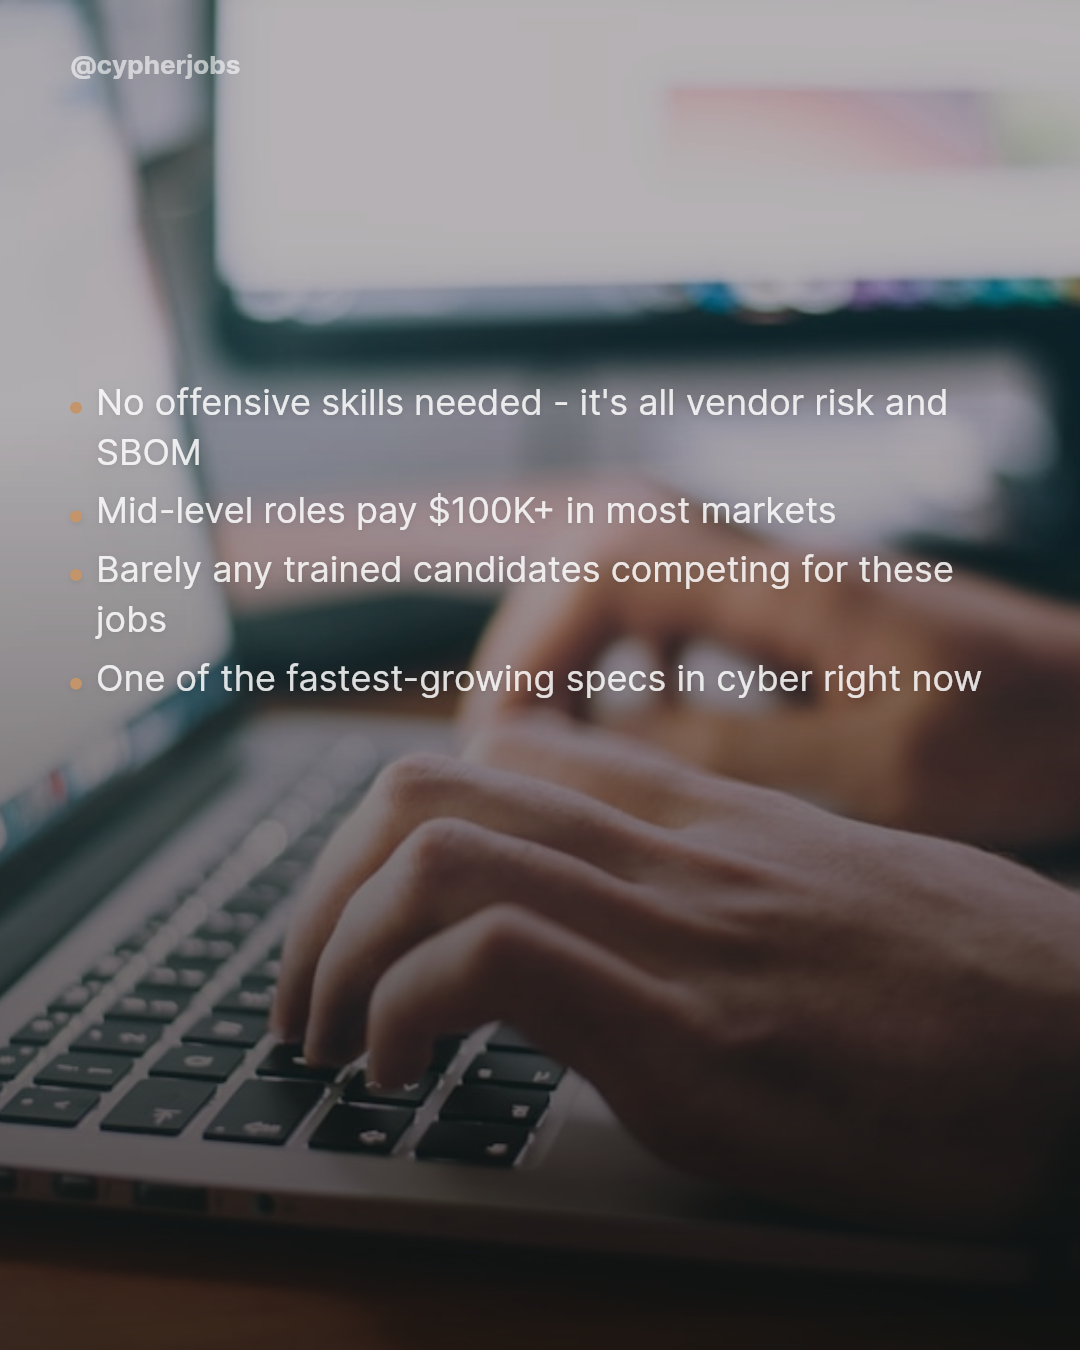 @cypherjobs
No offensive skills needed - it's all vendor risk and
SBOM
Mid-level roles pay $100K+ in most markets
Barely any trained candidates competing for these
jobs
One of the fastest-growing specs in cyber right now